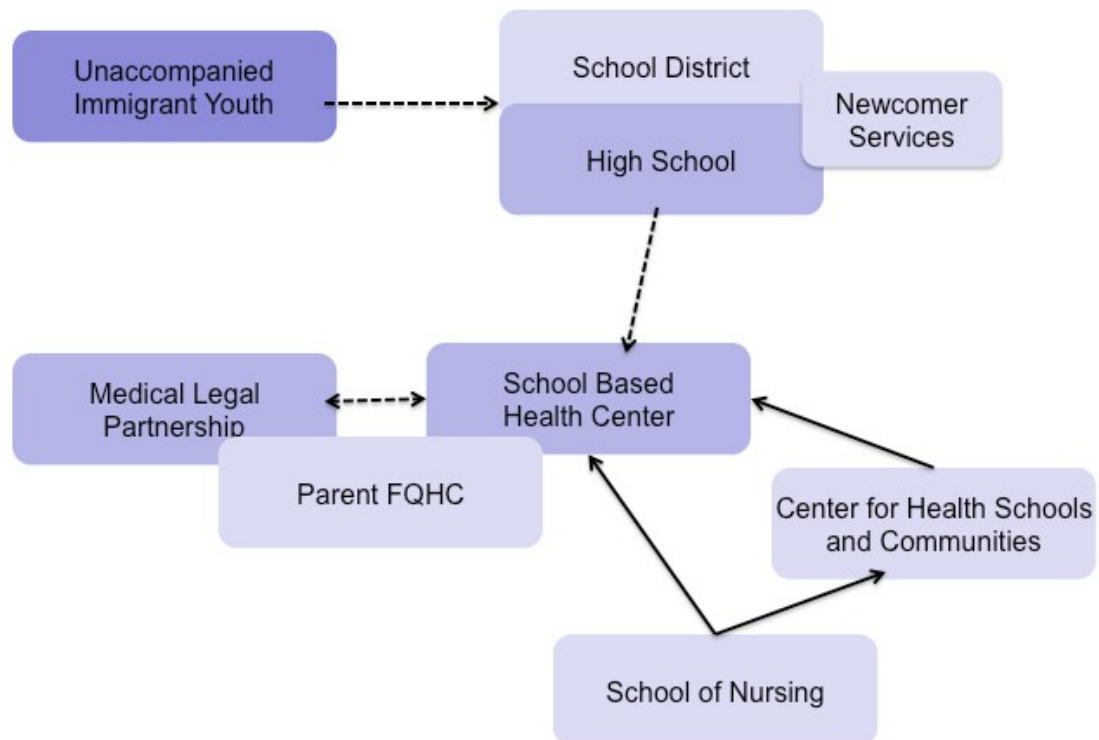 Unaccompanied
Immigrant Youth
School District
Newcomer
Services
High School
Medical Legal
Partnership
School Based
Health Center
Parent FQHC
Center for Health Schools
and Communities
School of Nursing